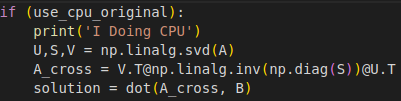 if (use_cpu_original):
    print('I Doing CPU')
    U,S,V = np.linalg.svd(A)
    A_cross = V.T@np.linalg.inv(np.diag(S))@U.T
    solution = dot(A_cross, B)